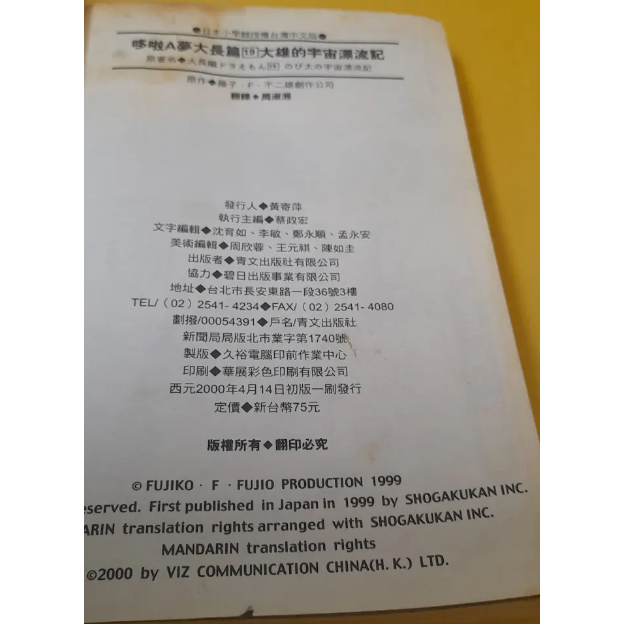 ◆日本小學館授權台灣中文版◆
哆啦A夢大長篇19大雄的宇宙漂流記
原著名◆大長編ドラえもん19のび太の宇宙漂流記
原作◆藤子・F・不二雄創作公司
翻譯◆周淑
發行人◆黃寄萍
執行主編◆蔡政宏
文字編輯◆沈育如、李敏、鄭永順、孟永安
美術編輯◆周欣蓉、王元祺、陳如圭
出版者◆青文出版社有限公司
協力◆碧日出版事業有限公司
地址◆台北市長安東路一段36號3樓
TEL/(02)2541-4234◆FAX/(02)2541-4080
劃撥/00054391◆戶名/青文出版社
新聞局局版北市業字第1740號
製版◆久裕電腦印前作業中心
印刷◆華展彩色印刷有限公司
西元2000年4月14日初版一刷發行
定價◆新台幣75元
版權所有◆翻印必究
© FUJIKO・F・FUJIO PRODUCTION 1999
eserved. First published in Japan in 1999 by SHOGAKUKAN INC.
ARIN translation rights arranged with SHOGAKUKAN INC.
MANDARIN translation rights
©2000 by VIZ COMMUNICATION CHINA(H.K.) LTD.